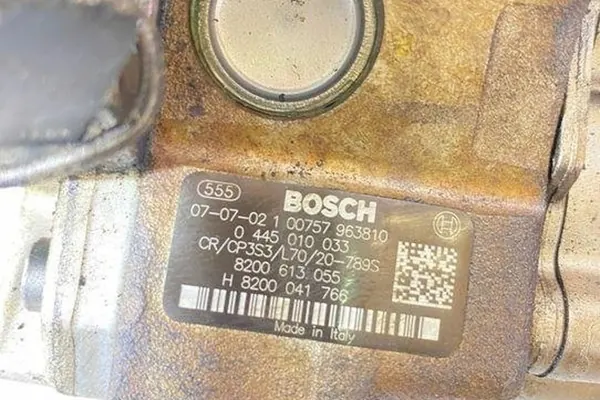 555 BOSCH
07-07-02 1 00757 963810
0 445 010 033
CR/CP3S3/L70/20-789S
8200 613 055
H 8200 041 766
Made in Italy